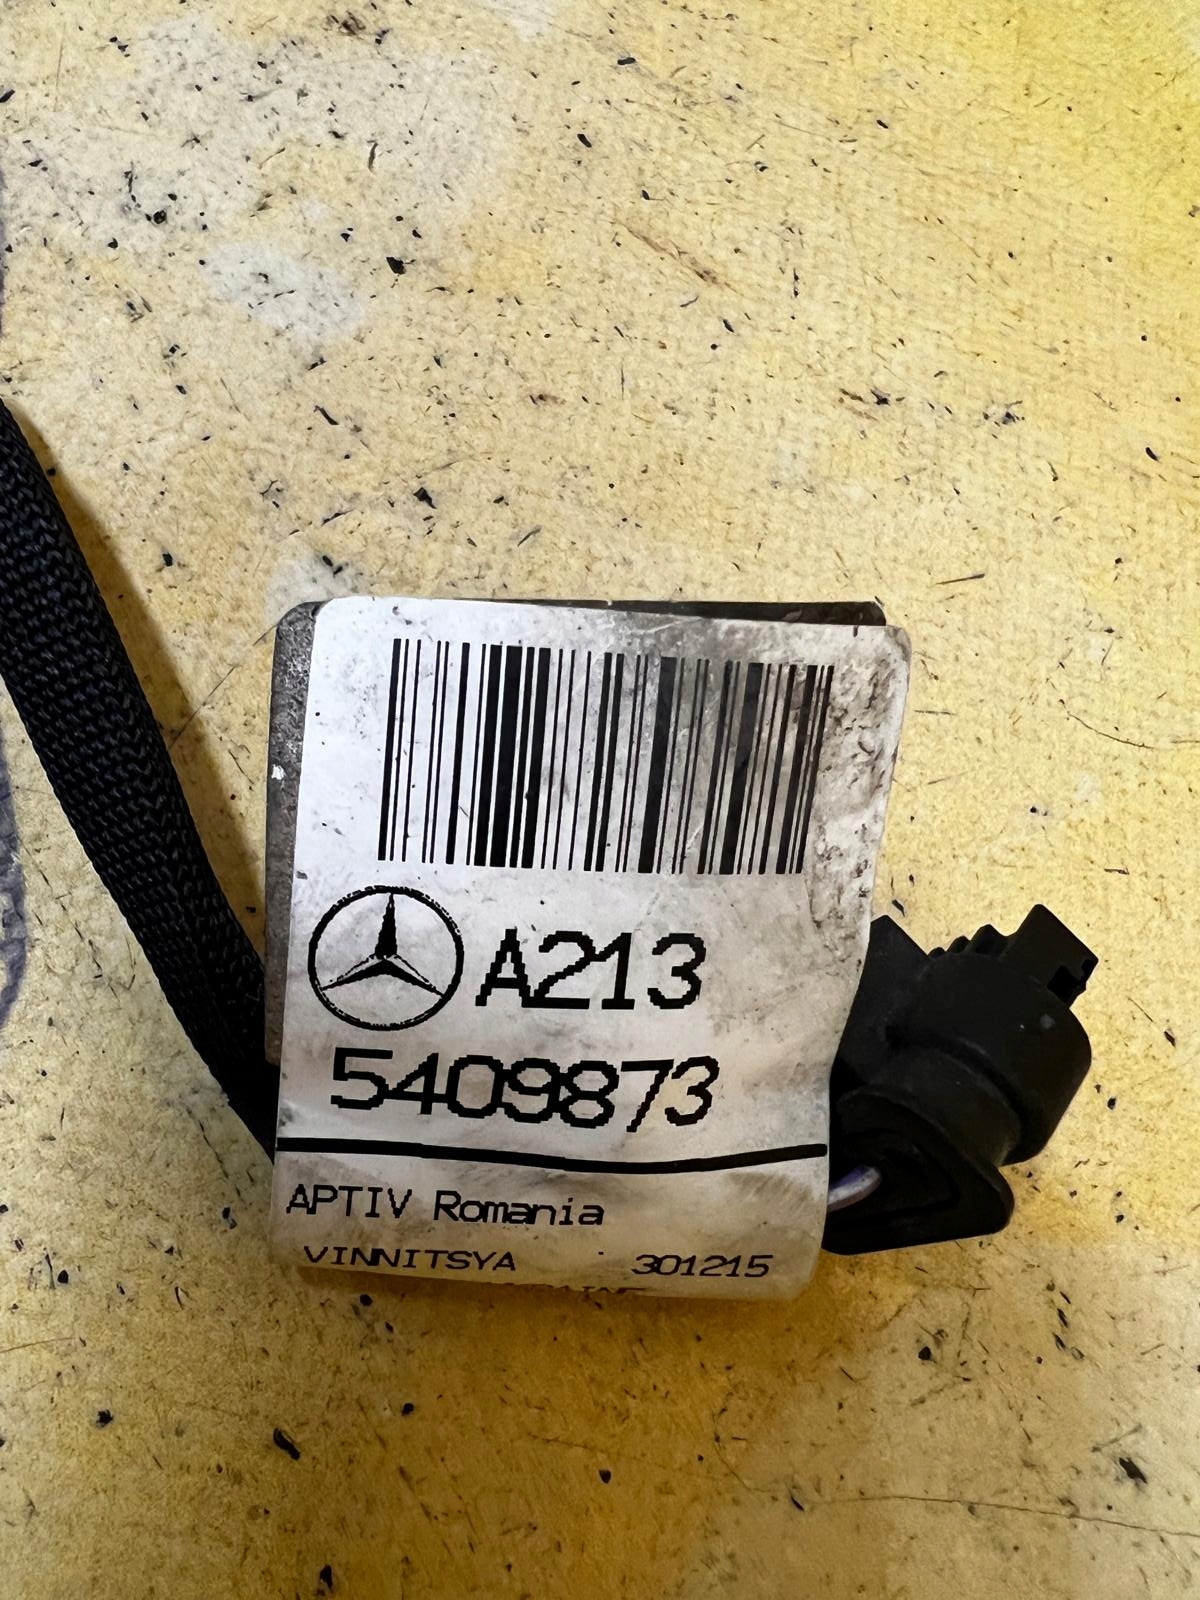 A213
5409873
APTIV Romania
VINNITSYA 301215